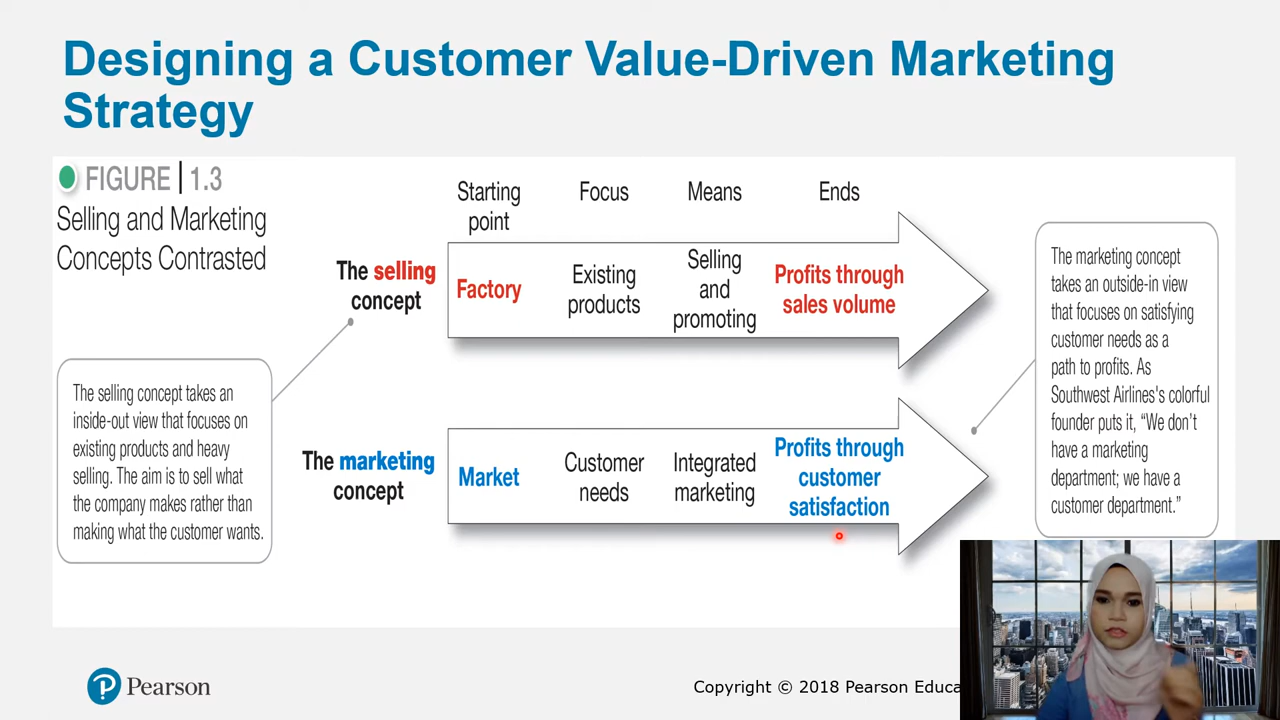 Designing a Customer Value-Driven Marketing
Strategy
FIGURE | 1.3
Selling and Marketing
Concepts Contrasted
Starting
point
Focus
Means
Ends
The selling
concept
Factory
Existing
products
Selling
and
promoting
Profits through
sales volume
The selling concept takes an
inside-out view that focuses on
existing products and heavy
selling. The aim is to sell what
the company makes rather than
making what the customer wants.
The marketing
concept
Market
Customer
needs
Integrated
marketing
Profits through
customer
satisfaction
The marketing concept
takes an outside-in view
that focuses on satisfying
customer needs as a
path to profits. As
Southwest Airlines's colorful
founder puts it, “We don't
have a marketing
department; we have a
customer department.”
P Pearson
Copyright © 2018 Pearson